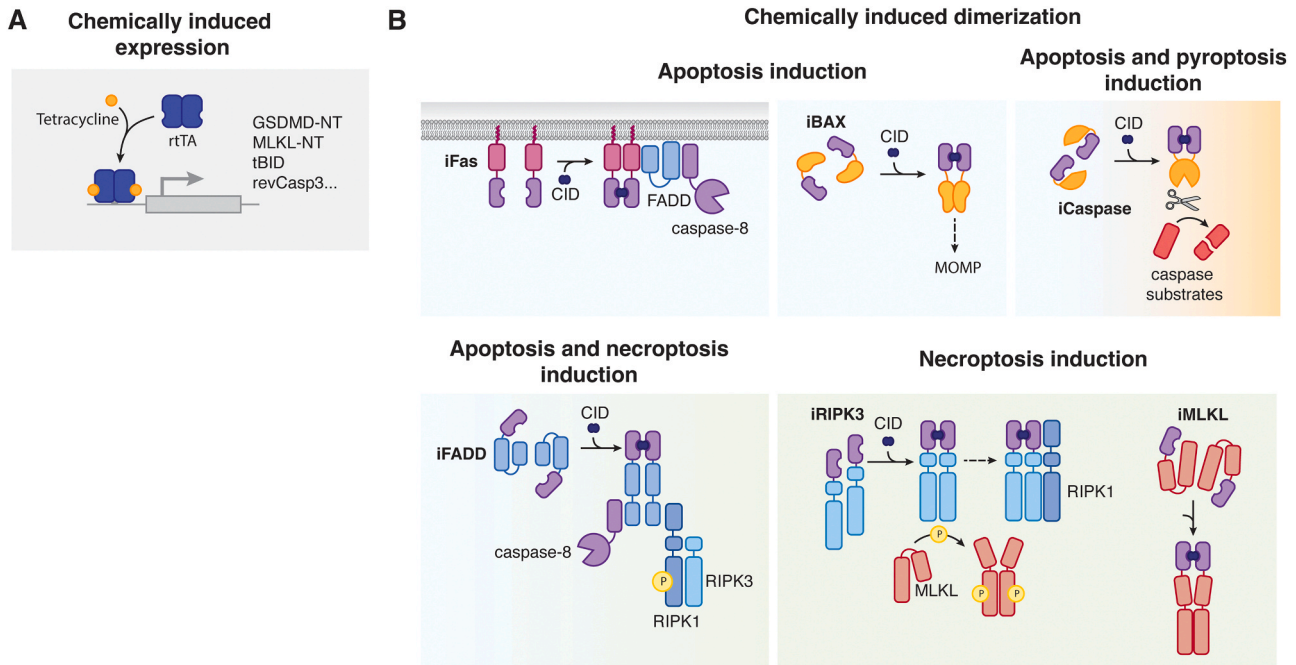 A
Chemically induced
expression
Tetracycline
rtTA
GSDMD-NT
MLKL-NT
tBID
revCasp3...
B
Chemically induced dimerization
Apoptosis induction
iFas
CID
FADD
caspase-8
iBAX
CID
MOMP
Apoptosis and pyroptosis
induction
CID
iCaspase
caspase
substrates
Apoptosis and necroptosis
induction
iFADD
CID
caspase-8
P
RIPK3
RIPK1
Necroptosis induction
iRIPK3
CID
RIPK1
P
MLKL
P
P
iMLKL